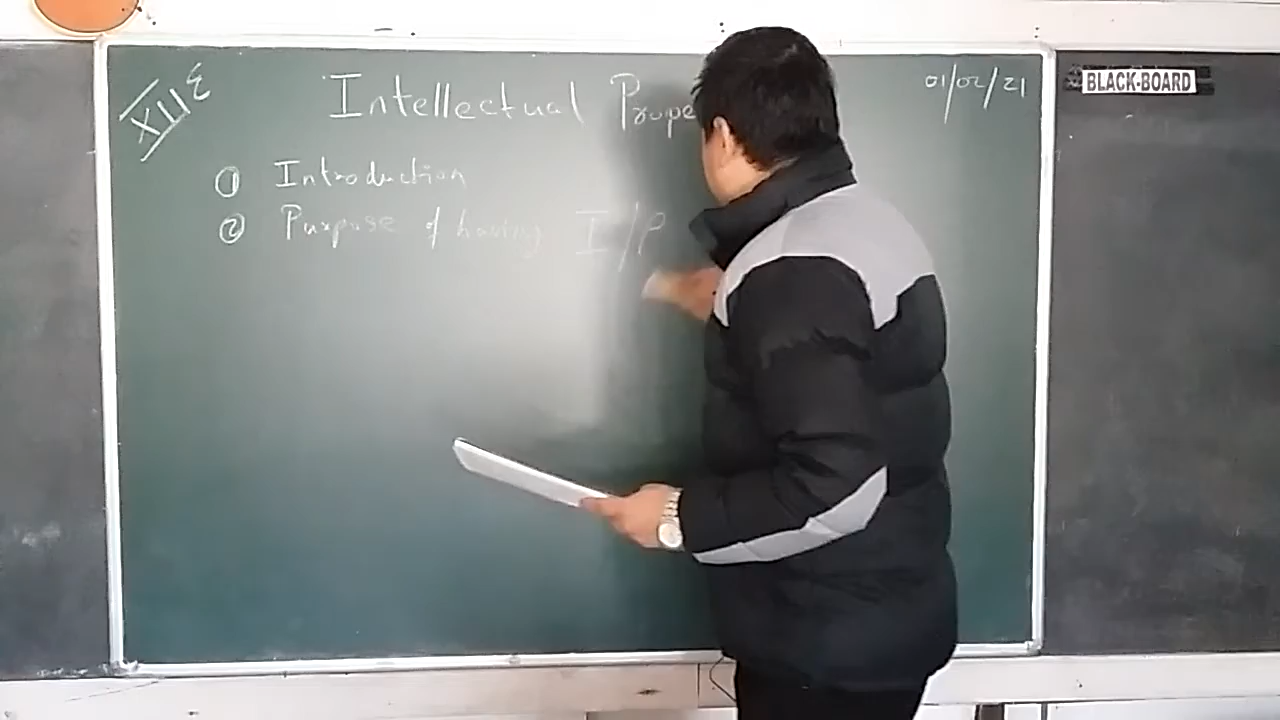 XII E
Intellectual Prope
01/02/21
BLACK-BOARD
① Introduction
② Purpose of having I/P